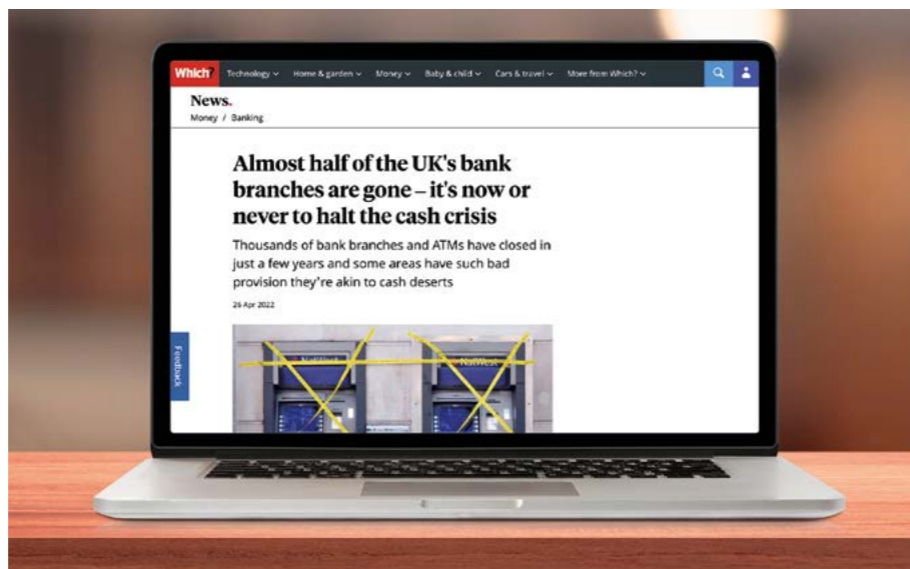 Which?
Technology Home & garden Money Baby & child Cars & travel More from Which?
News.
Money / Banking
Almost half of the UK's bank
branches are gone – it's now or
never to halt the cash crisis
Thousands of bank branches and ATMs have closed in
just a few years and some areas have such bad
provision they're akin to cash deserts
26 Apr 2022
Feedback
NatWest NatWest